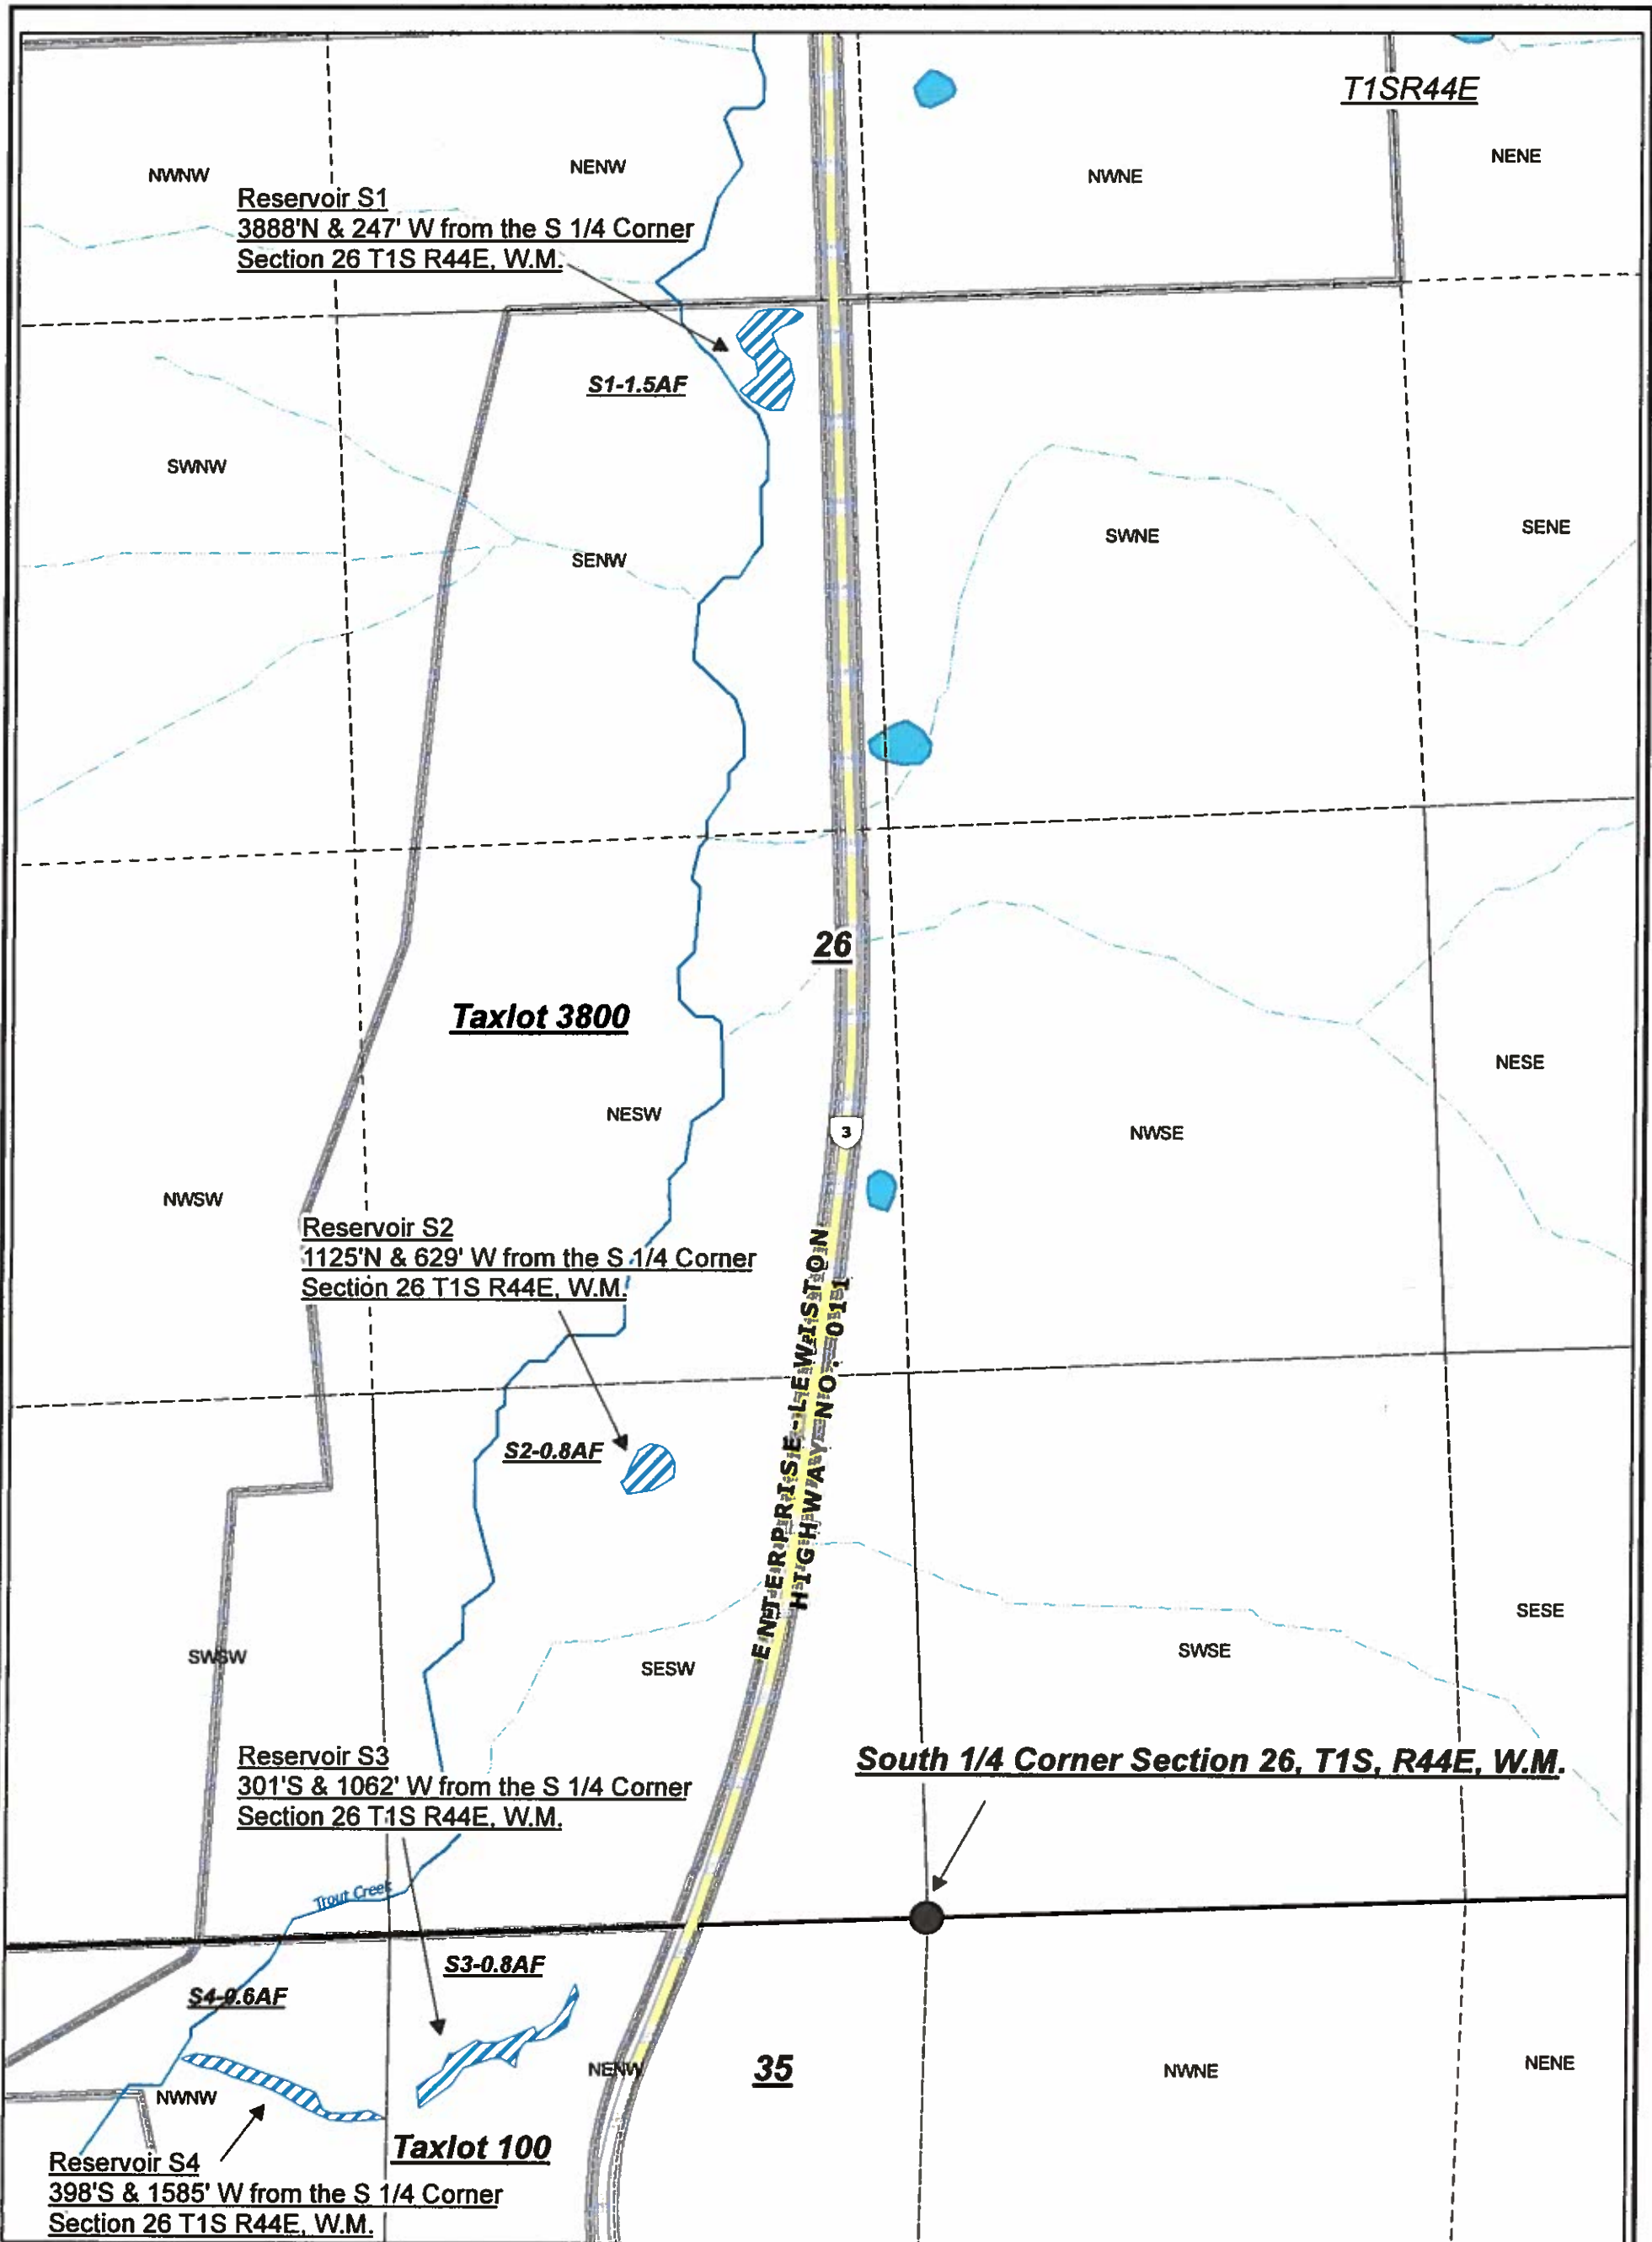 T1SR44E
NWNW
NENW
NWNE
NENE
Reservoir S1
3888'N & 247' W from the S 1/4 Corner
Section 26 T1S R44E, W.M.
S1-1.5AF
SWNW
SENW
SWNE
SENE
26
Taxlot 3800
NESW
NWSW
3
NWSE
NESE
Reservoir S2
1125'N & 629' W from the S 1/4 Corner
Section 26 T1S R44E, W.M.
ENTERPRISE-LEWISTON
HIGHWAY NO. 011
S2-0.8AF
SWSW
SESW
SWSE
SESE
Reservoir S3
301'S & 1062' W from the S 1/4 Corner
Section 26 T1S R44E, W.M.
South 1/4 Corner Section 26, T1S, R44E, W.M.
Trout Creek
S3-0.8AF
S4-0.6AF
NENW
35
NWNE
NENE
NWNW
Taxlot 100
Reservoir S4
398'S & 1585' W from the S 1/4 Corner
Section 26 T1S R44E, W.M.